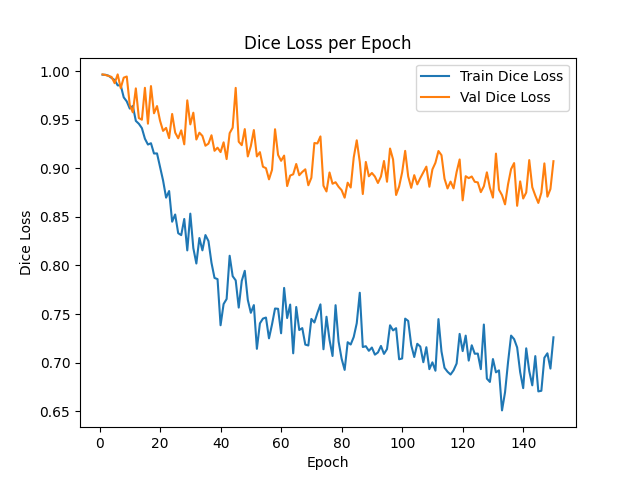 Dice Loss per Epoch
Train Dice Loss
Val Dice Loss
Dice Loss
1.00
0.95
0.90
0.85
0.80
0.75
0.70
0.65
0 20 40 60 80 100 120 140
Epoch